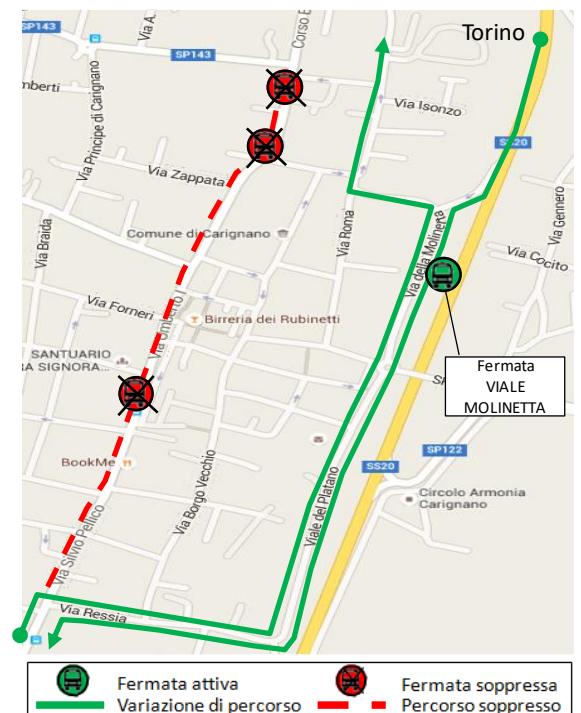 Torino
SP143
Via A.
Corso E
SP143
mberti
Via Principe di Carignano
Via Isonzo
SS20
Via Zappata
Via Gennero
Comune di Carignano
Via Roma
Via della Molinetta
Via Cocito
Via Braida
Via Forneri
Via Umberto I
Birreria dei Rubinetti
Fermata
VIALE
MOLINETTA
SANTUARIO
RA SIGNORA...
BookMe
Via Borgo Vecchio
SP122
SS20
Circolo Armonia
Carignano
Viale del Platano
Via Silvio Pellico
Via Ressia
Fermata attiva
Fermata soppressa
Variazione di percorso
Percorso soppresso